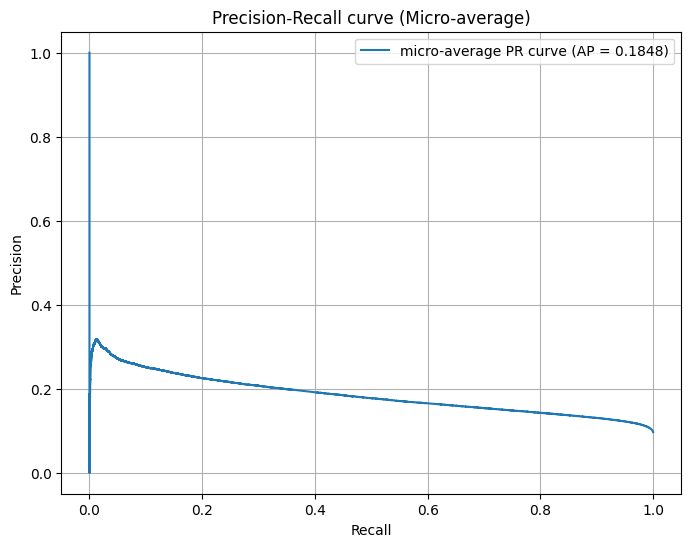 Precision-Recall curve (Micro-average)
micro-average PR curve (AP = 0.1848)
Precision
1.0
0.8
0.6
0.4
0.2
0.0
0.0 0.2 0.4 0.6 0.8 1.0
Recall